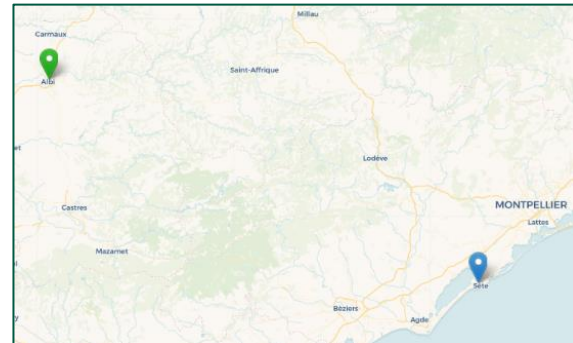 Millau
Carmaux
Albi
Saint-Affrique
Lodève
MONTPELLIER
Castres
Lattes
Mazamet
Sète
Béziers
Agde